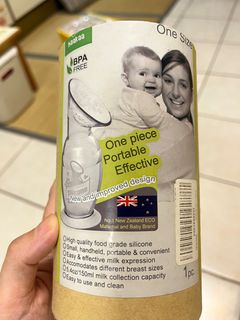 One Size
haakaa
BPA
FREE
One piece
Portable
Effective
New and improved design
No.1 New Zealand ECO
Maternal and Baby Brand
High quality food grade silicone
Small, handheld, portable & convenient
Easy & effective milk expression
Accomodates different breast sizes
5.4oz/150ml milk collection capacity
Easy to use and clean
1 pc